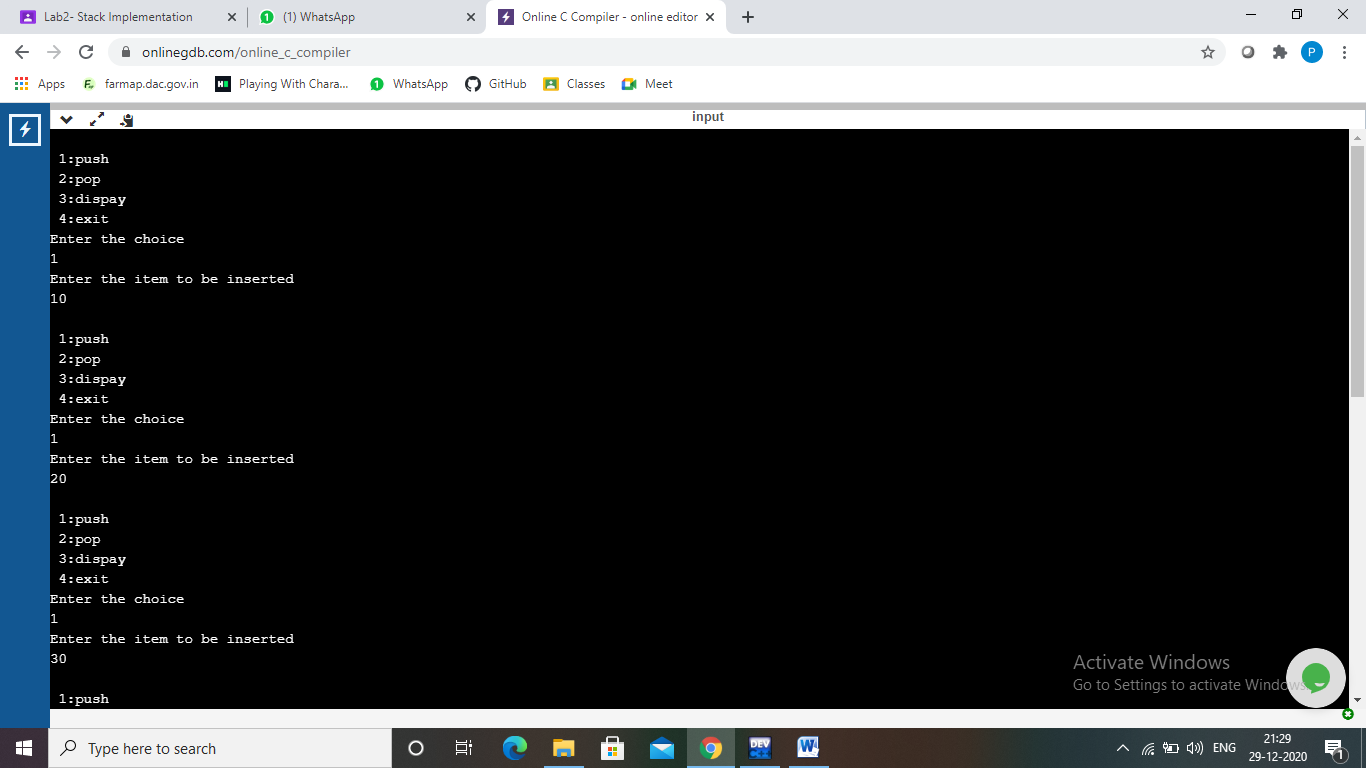 Lab2- Stack Implementation
(1) WhatsApp
Online C Compiler - online editor
onlinegdb.com/online_c_compiler
P
Apps
farmap.dac.gov.in
Playing With Chara...
WhatsApp
GitHub
Classes
Meet
input
1:push
2:pop
3:dispay
4:exit
Enter the choice
1
Enter the item to be inserted
10
1:push
2:pop
3:dispay
4:exit
Enter the choice
1
Enter the item to be inserted
20
1:push
2:pop
3:dispay
4:exit
Enter the choice
1
Enter the item to be inserted
30
1:push
Activate Windows
Go to Settings to activate Windows.
Type here to search
DEV
W
ENG
21:29
29-12-2020
1